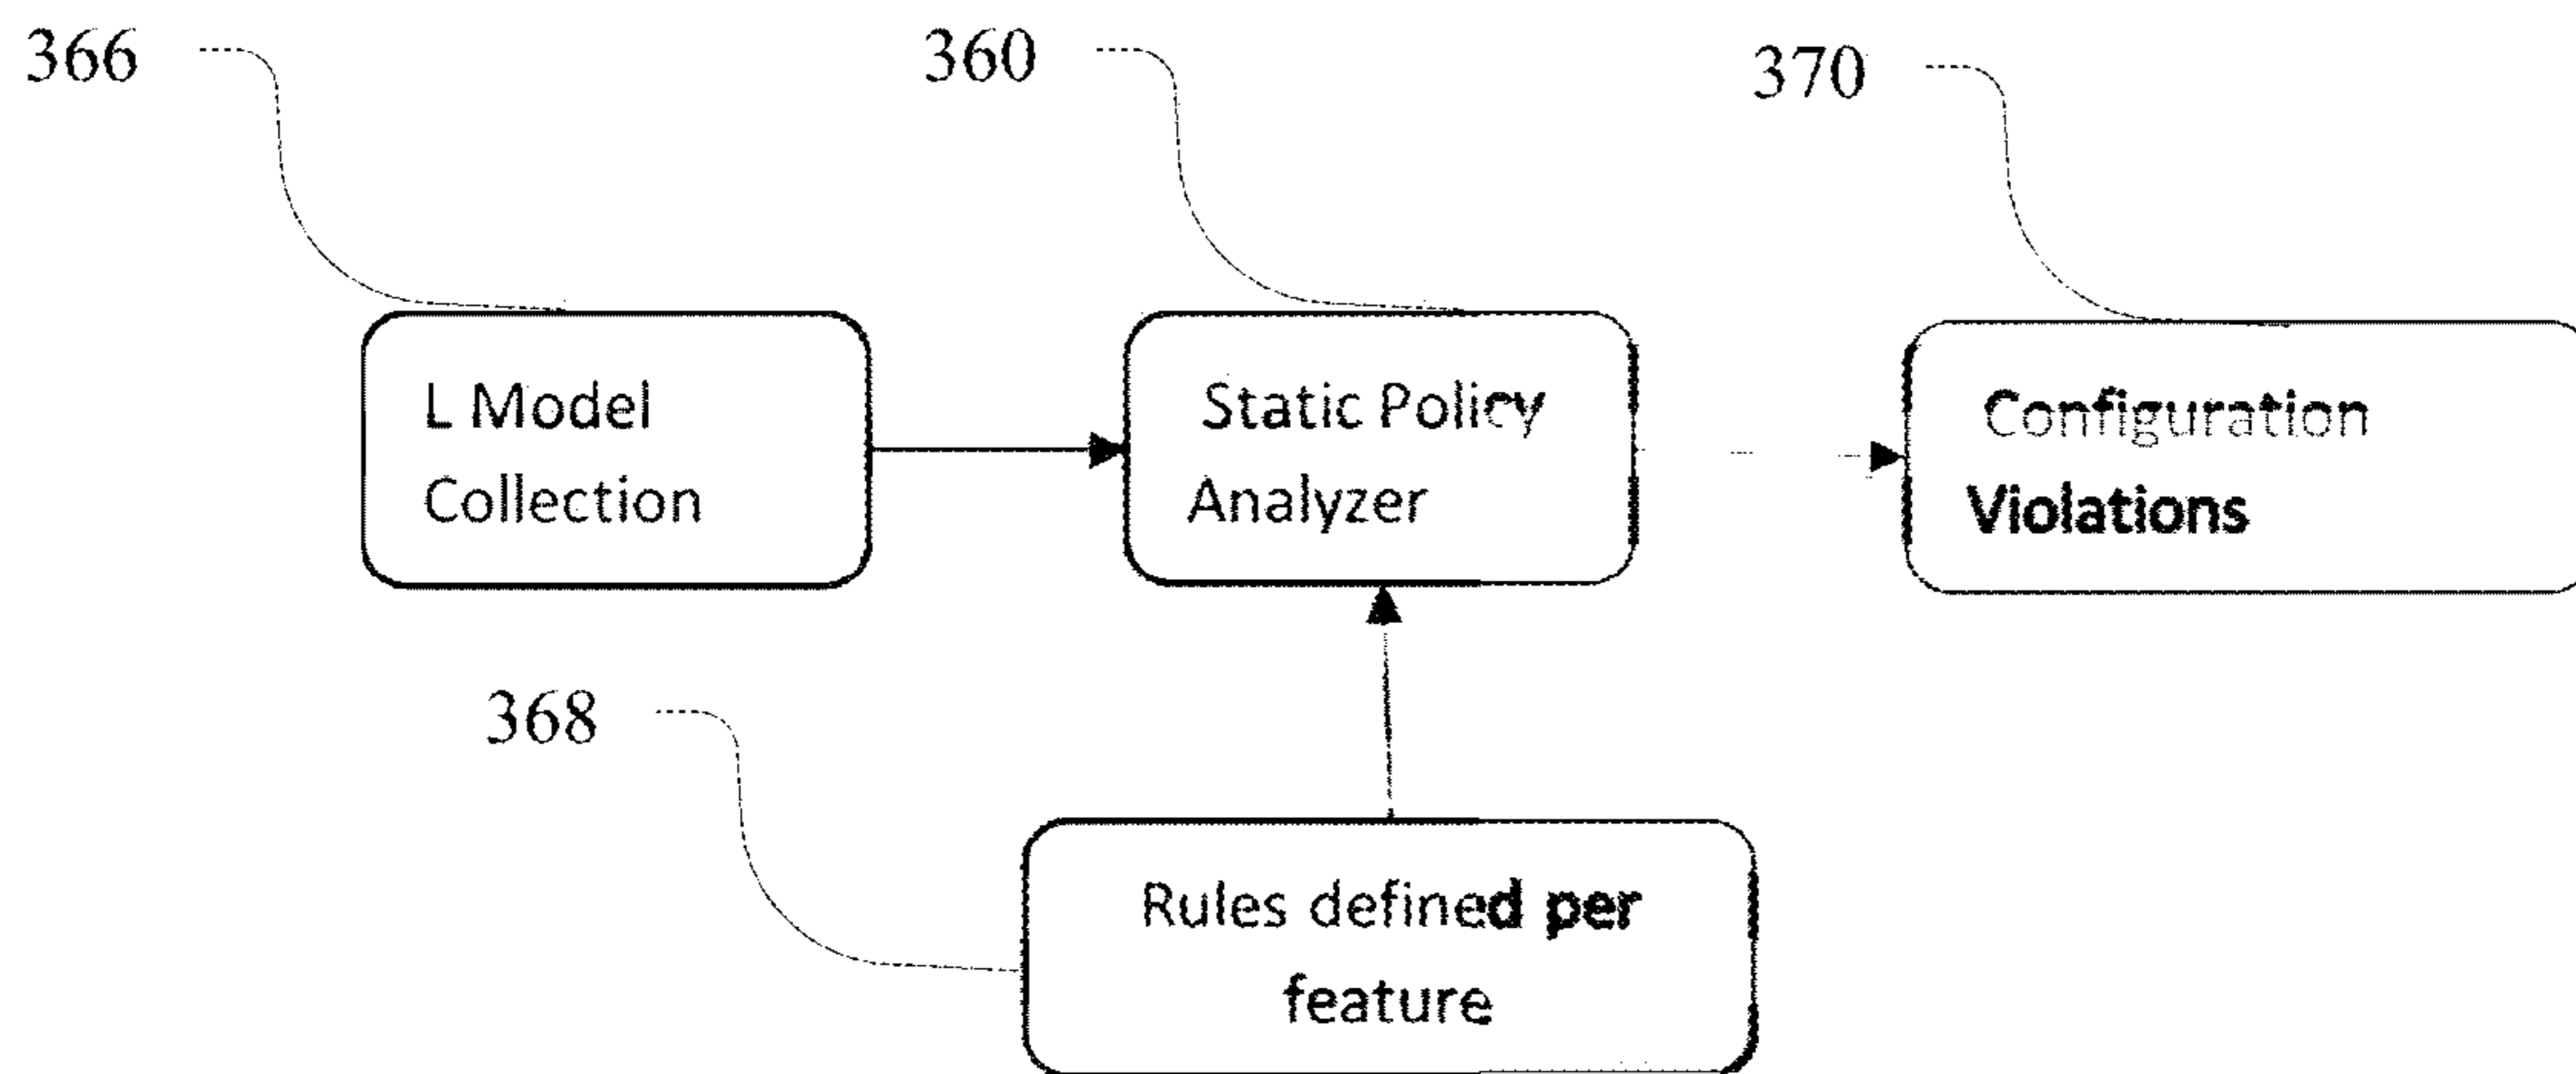 366
360
370
L Model
Collection
Static Policy
Analyzer
Configuration
Violations
368
Rules defined per
feature